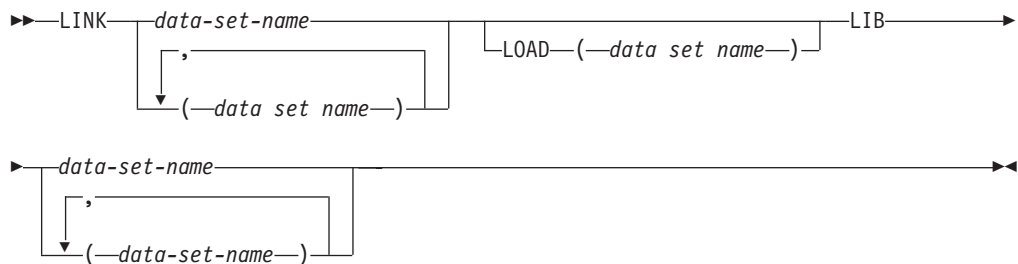 LINK data-set-name LIB
,
LOAD ( data set name )
( data set name )
data-set-name
,
( data-set-name )